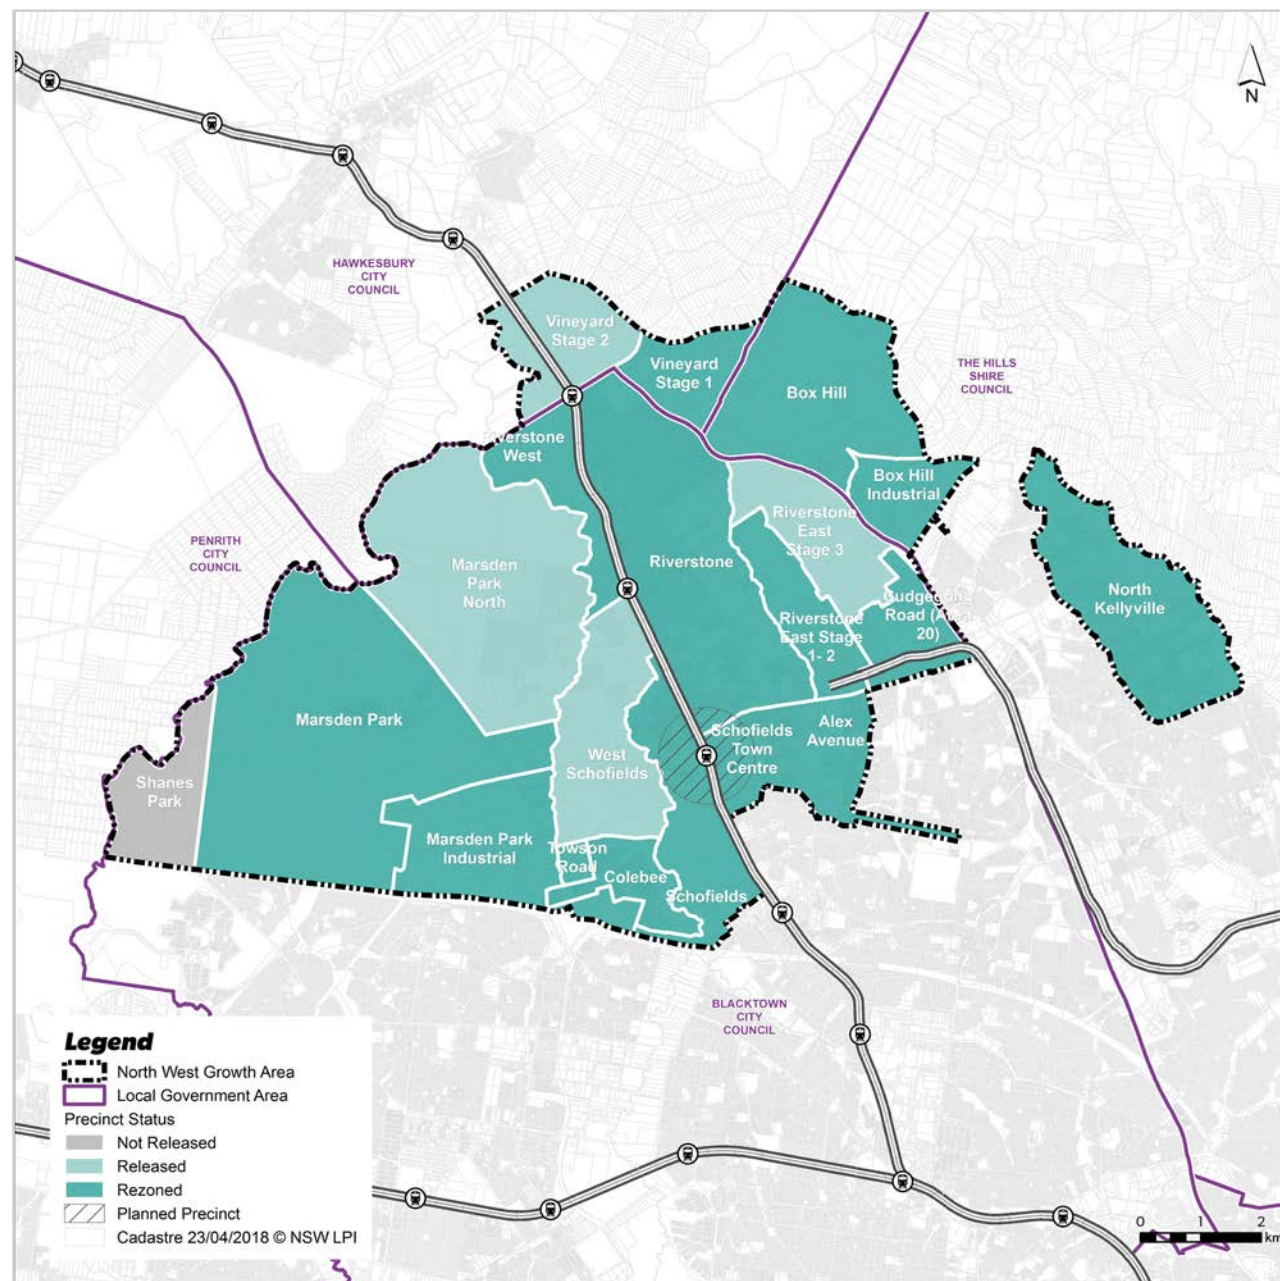 N
HAWKESBURY
CITY
COUNCIL
Vineyard
Stage 2
Vineyard
Stage 1
Box Hill
THE HILLS
SHIRE
COUNCIL
verstone
West
Box Hill
Industrial
Riverstone
East
Stage 3
PENRITH
CITY
COUNCIL
Marsden
Park
North
Riverstone
North
Kellyville
Road
20)
Riverstone
East Stage
1- 2
Marsden Park
Schofields
Town
Centre
Alex
Avenue
West
Schofields
Shanes
Park
Marsden Park
Industrial
Towson
Road
Colebee
Schofields
BLACKTOWN
CITY
COUNCIL
Legend
North West Growth Area
Local Government Area
Precinct Status
Not Released
Released
Rezoned
Planned Precinct
Cadastre 23/04/2018 © NSW LPI
0 1 2
km